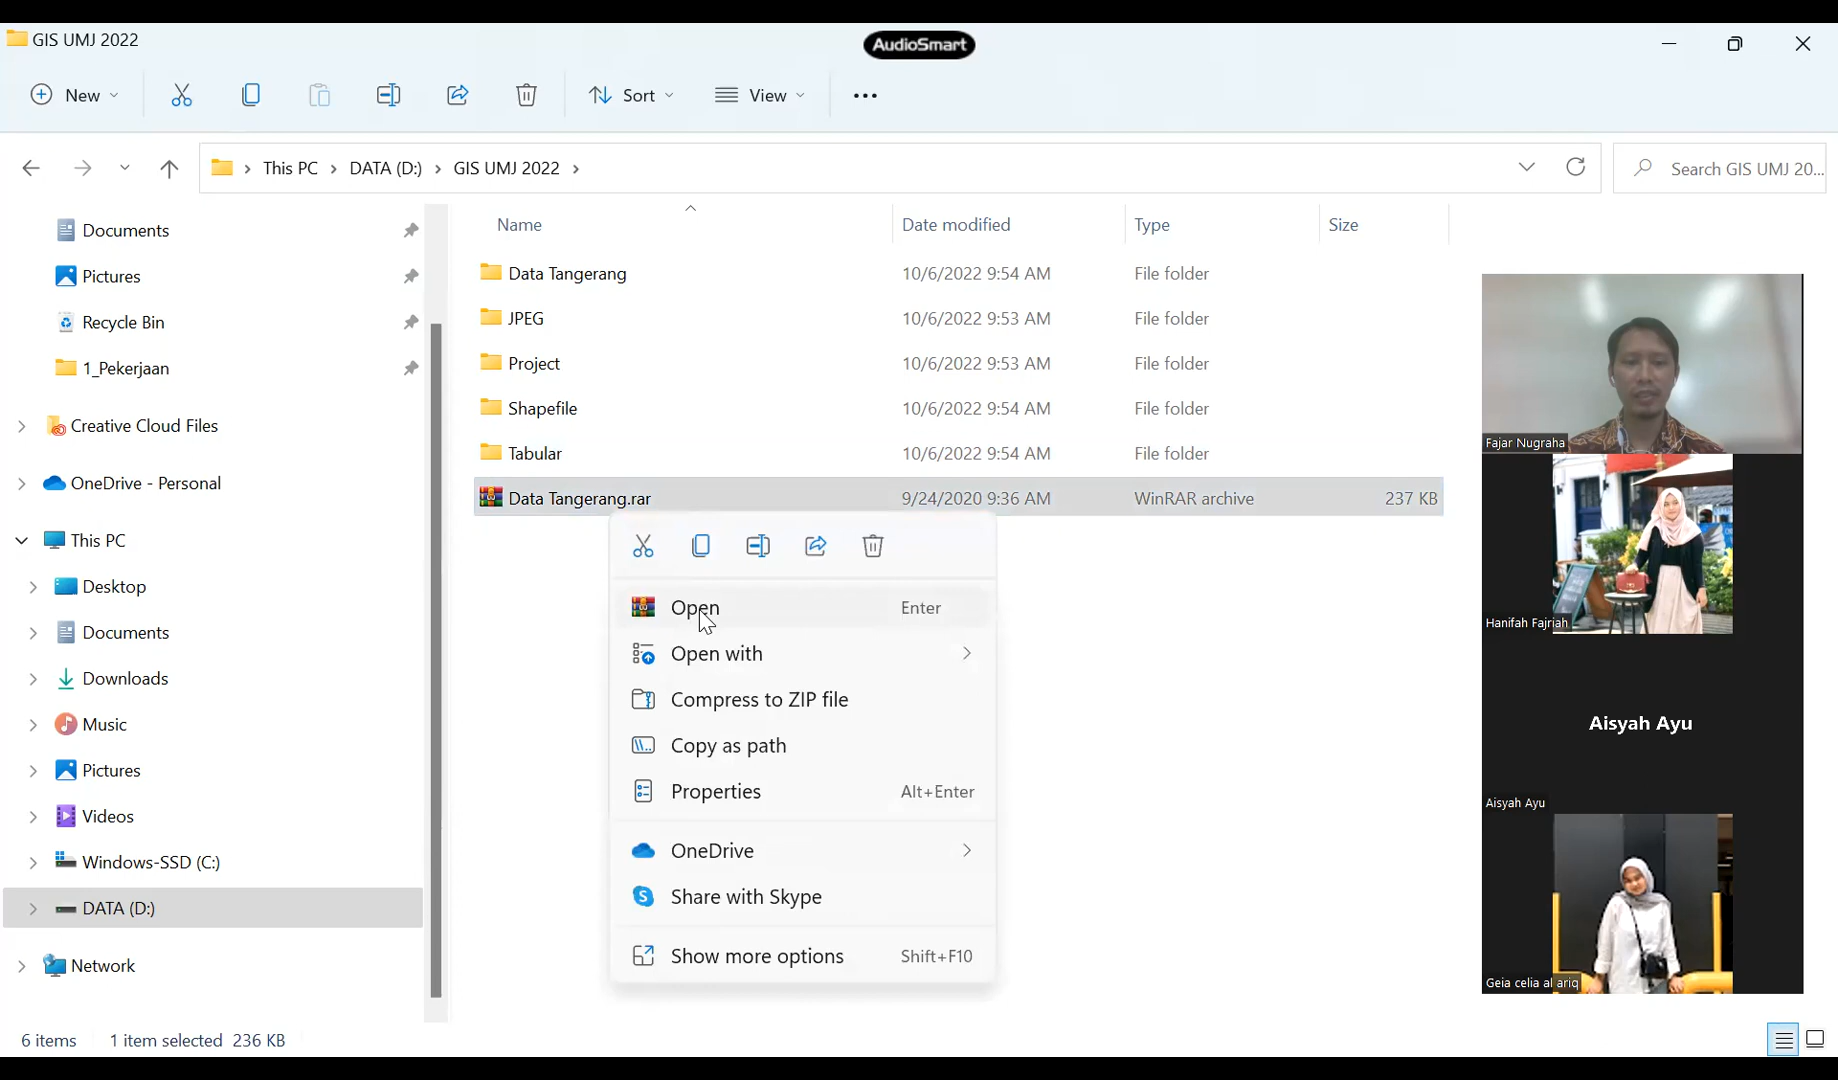 GIS UMJ 2022
AudioSmart
New
Sort
View
This PC > DATA (D:) > GIS UMJ 2022 >
Search GIS UMJ 20...
Documents
Pictures
Recycle Bin
1_Pekerjaan
Creative Cloud Files
OneDrive - Personal
This PC
Desktop
Documents
Downloads
Music
Pictures
Videos
Windows-SSD (C:)
DATA (D:)
Network
Name Date modified Type Size
Data Tangerang 10/6/2022 9:54 AM File folder
JPEG 10/6/2022 9:53 AM File folder
Project 10/6/2022 9:53 AM File folder
Shapefile 10/6/2022 9:54 AM File folder
Tabular 10/6/2022 9:54 AM File folder
Data Tangerang.rar 9/24/2020 9:36 AM WinRAR archive 237 KB
Open Enter
Open with
Compress to ZIP file
Copy as path
Properties Alt+Enter
OneDrive
Share with Skype
Show more options Shift+F10
Fajar Nugraha
Hanifah Fajriah
Aisyah Ayu
Aisyah Ayu
Geia celia al ariq
6 items 1 item selected 236 KB